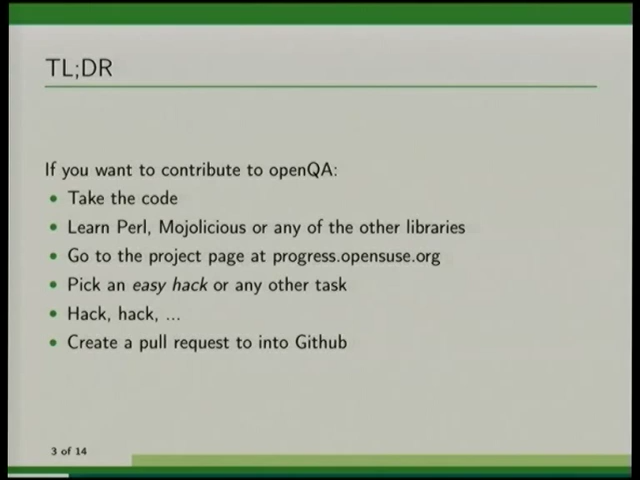 TL;DR
If you want to contribute to openQA:
• Take the code
• Learn Perl, Mojolicious or any of the other libraries
• Go to the project page at progress.opensuse.org
• Pick an easy hack or any other task
• Hack, hack, ...
• Create a pull request to into Github
3 of 14